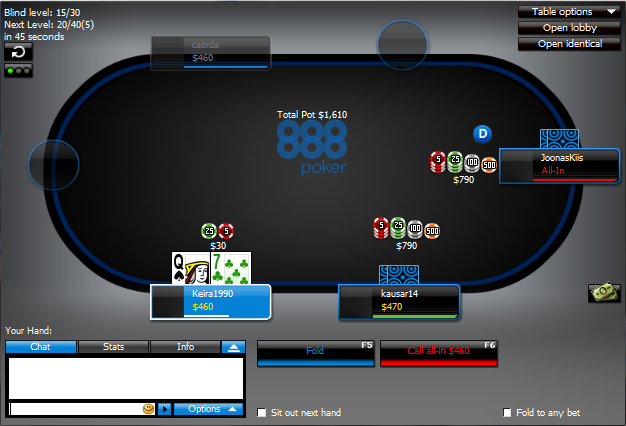 Blind level: 15/30
Next Level: 20/40(5)
in 45 seconds
Table options
Open lobby
Open identical
cabrda
$460
Total Pot $1,610
888
poker
D
5 25 100 500
$790
JoonasKiis
All-In
25 5
$30
5 25 100 500
$790
Q 7
Keira1990
$460
kausar14
$470
Your Hand:
Chat Stats Info
Fold F5
Call all-in $460 F6
Options
Sit out next hand
Fold to any bet